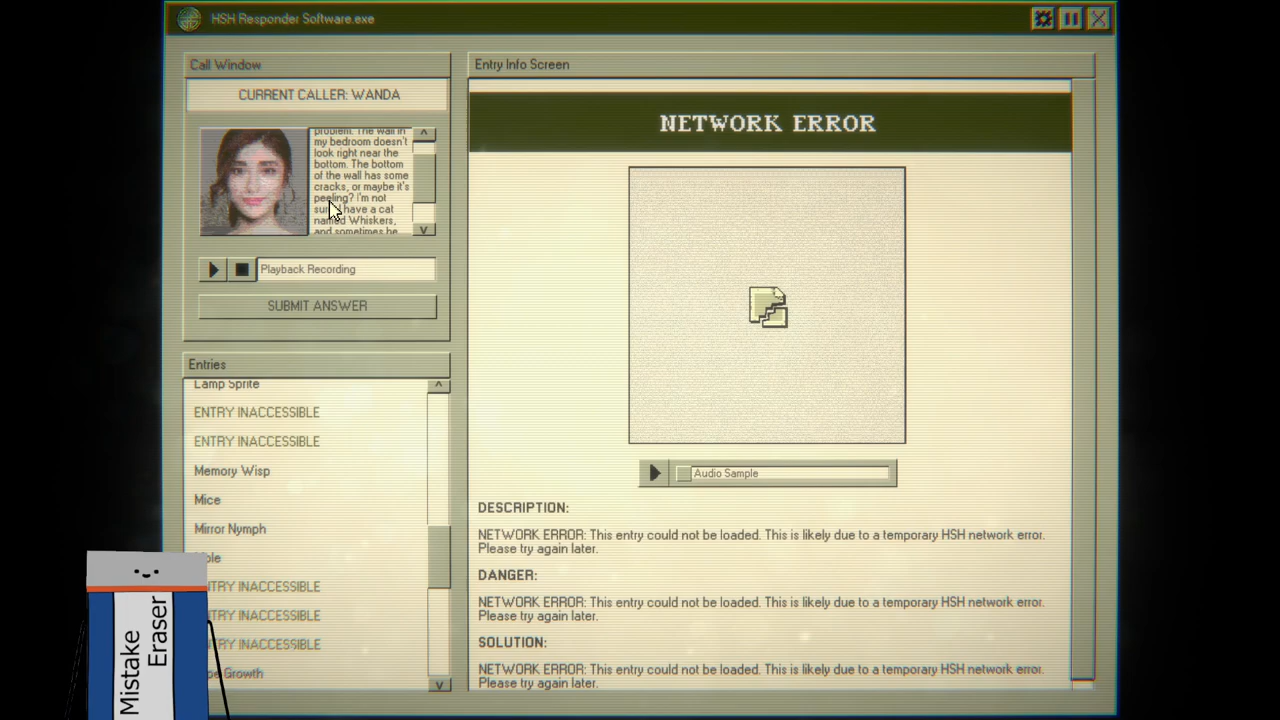 HSH Responder Software.exe
Call Window
CURRENT CALLER: WANDA
problem. The wall in
my bedroom doesn't
look right near the
bottom. The bottom
of the wall has some
cracks, or maybe it's
peeling? I'm not
have a cat
named Whiskers,
and sometimes he
Playback Recording
SUBMIT ANSWER
Entries
Lamp Sprite
ENTRY INACCESSIBLE
ENTRY INACCESSIBLE
Memory Wisp
Mice
Mirror Nymph
ENTRY INACCESSIBLE
ENTRY INACCESSIBLE
ENTRY INACCESSIBLE
Growth
Entry Info Screen
NETWORK ERROR
Audio Sample
DESCRIPTION:
NETWORK ERROR: This entry could not be loaded. This is likely due to a temporary HSH network error.
Please try again later.
DANGER:
NETWORK ERROR: This entry could not be loaded. This is likely due to a temporary HSH network error.
Please try again later.
SOLUTION:
NETWORK ERROR: This entry could not be loaded. This is likely due to a temporary HSH network error.
Please try again later.
Mistake
Eraser